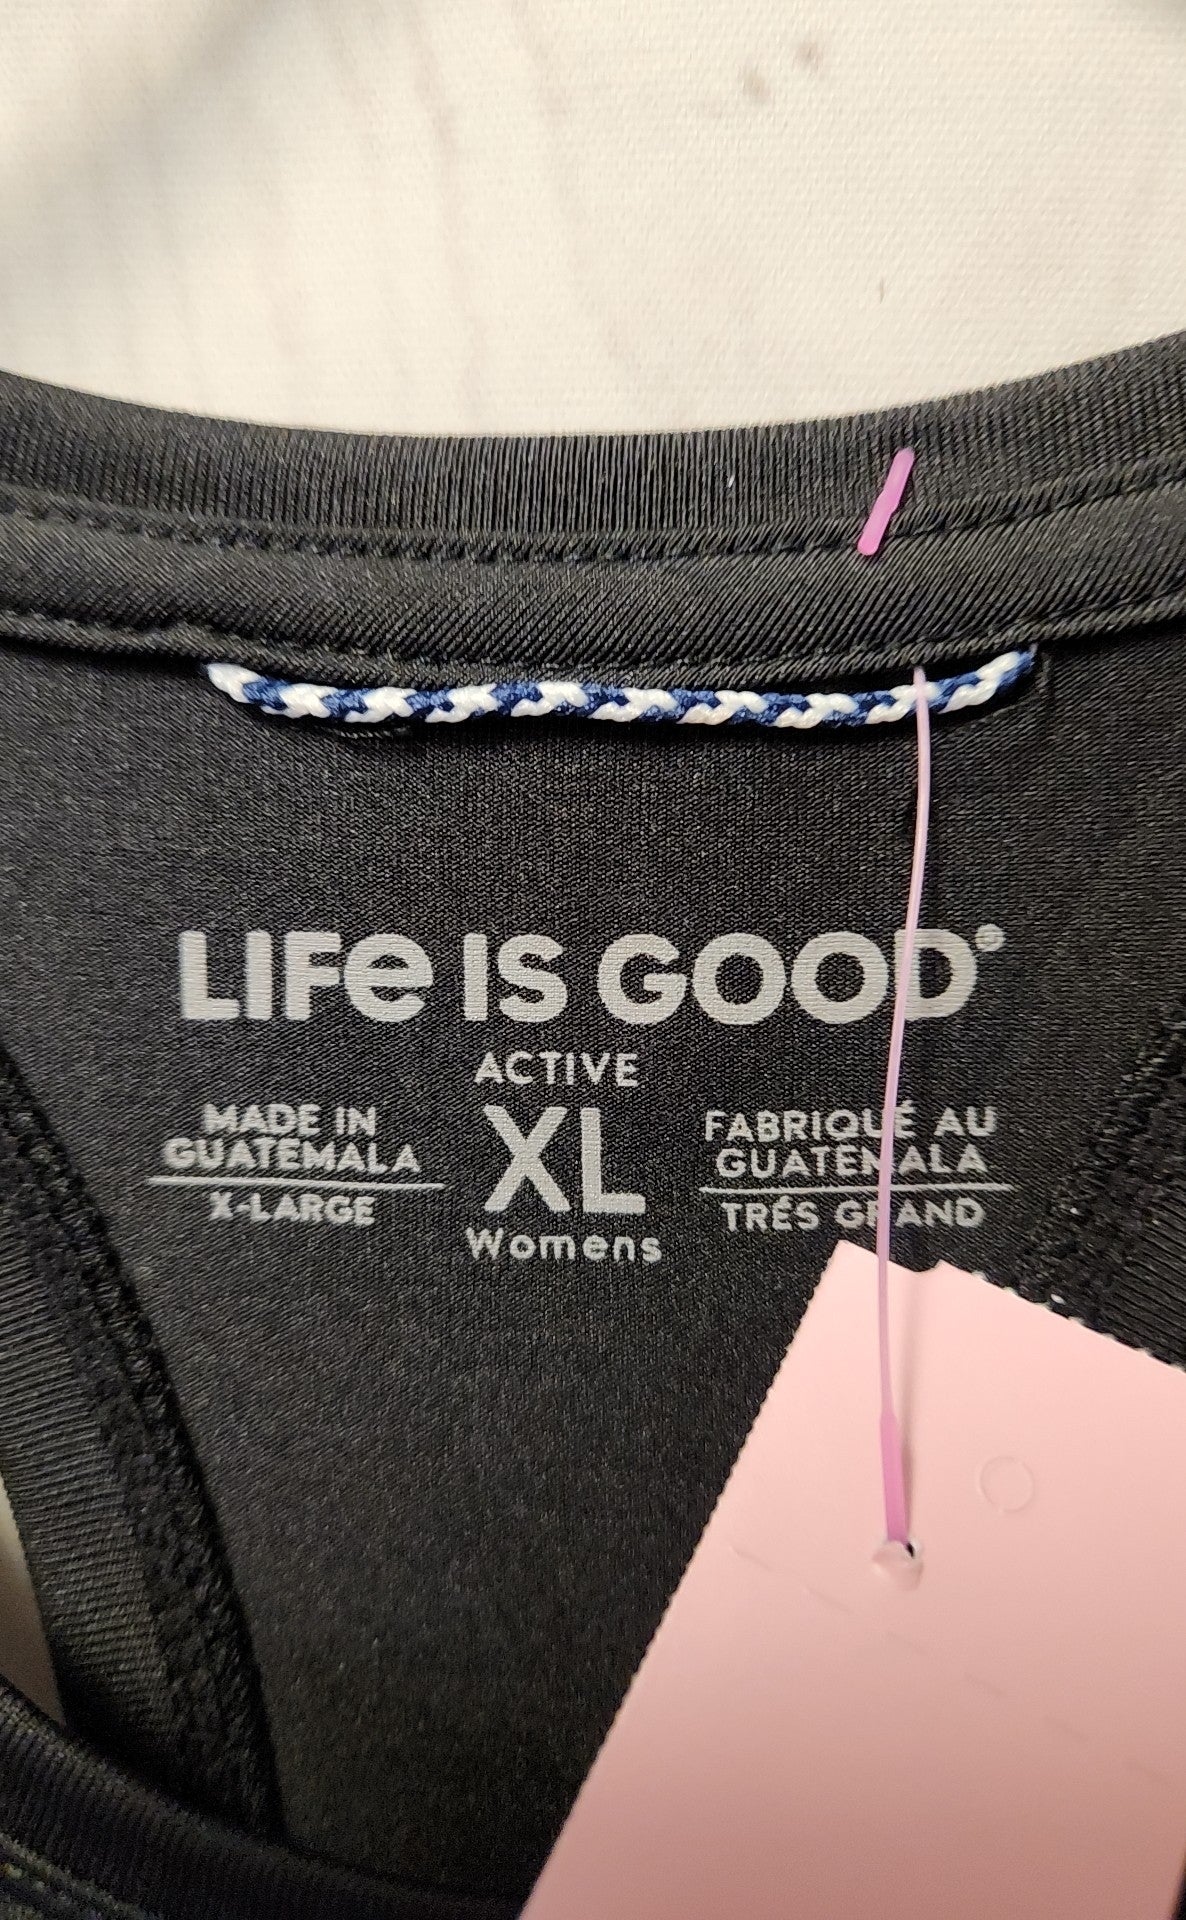 LIFe IS GOOD®
ACTIVE
MADE IN
GUATEMALA
X-LARGE
XL
Womens
FABRIQUÉ AU
GUATEMALA
TRÉS GRAND